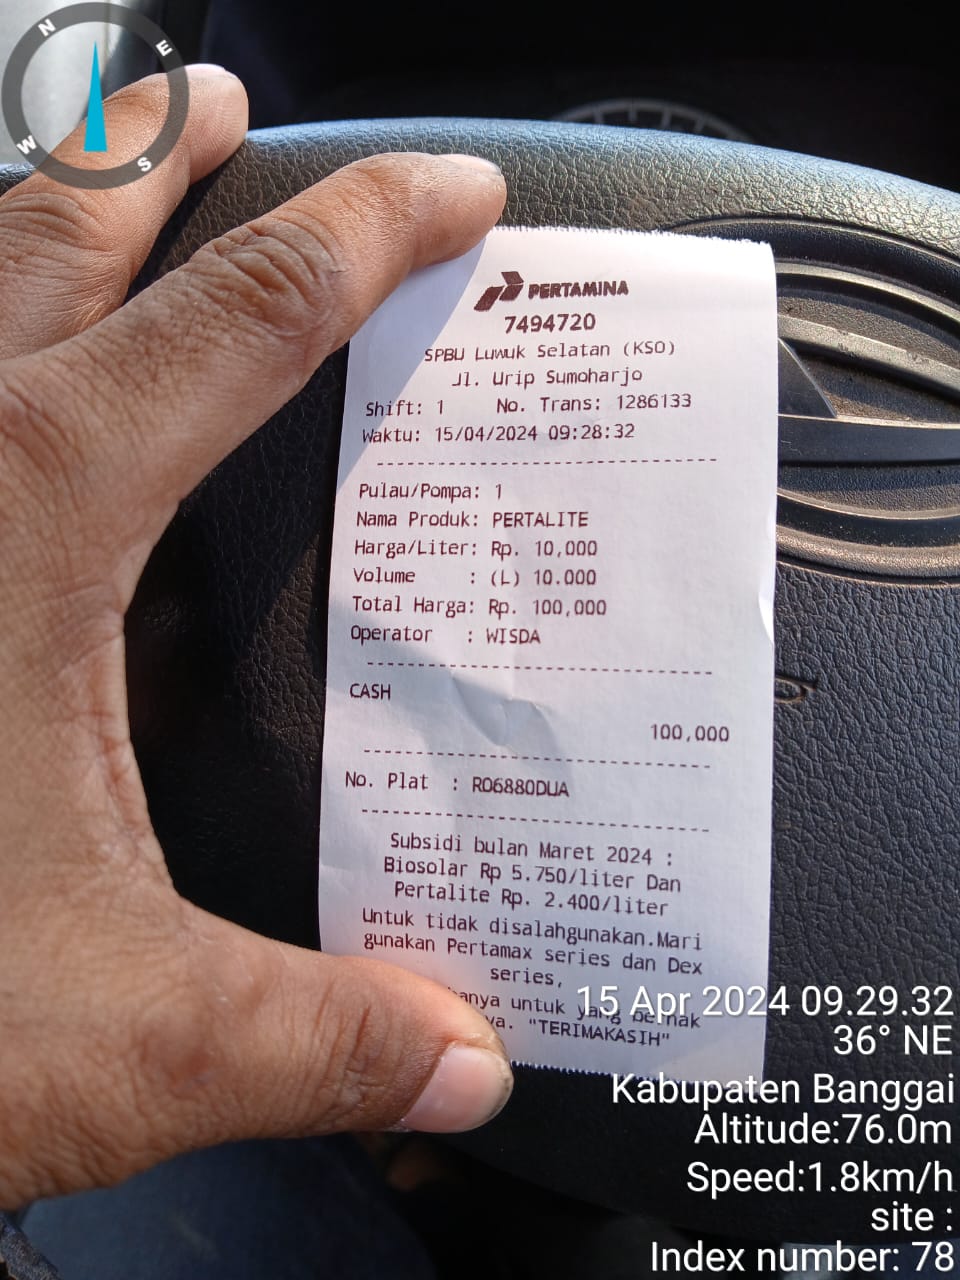 N
E
W
S
PERTAMINA
7494720
SPBU Luwuk Selatan (KSO)
Jl. Urip Sumoharjo
Shift: 1 No. Trans: 1286133
Waktu: 15/04/2024 09:28:32
Pulau/Pompa: 1
Nama Produk: PERTALITE
Harga/Liter: Rp. 10,000
Volume : (L) 10.000
Total Harga: Rp. 100,000
Operator : WISDA
CASH
100,000
No. Plat : RO6880DUA
Subsidi bulan Maret 2024 :
Biosolar Rp 5.750/liter Dan
Pertalite Rp. 2.400/liter
Untuk tidak disalahgunakan.Mari
gunakan Pertamax series dan Dex
series,
untuk yang
"TERIMAKASIH"
15 Apr 2024 09.29.32
36° NE
Kabupaten Banggai
Altitude:76.0m
Speed:1.8km/h
site :
Index number: 78